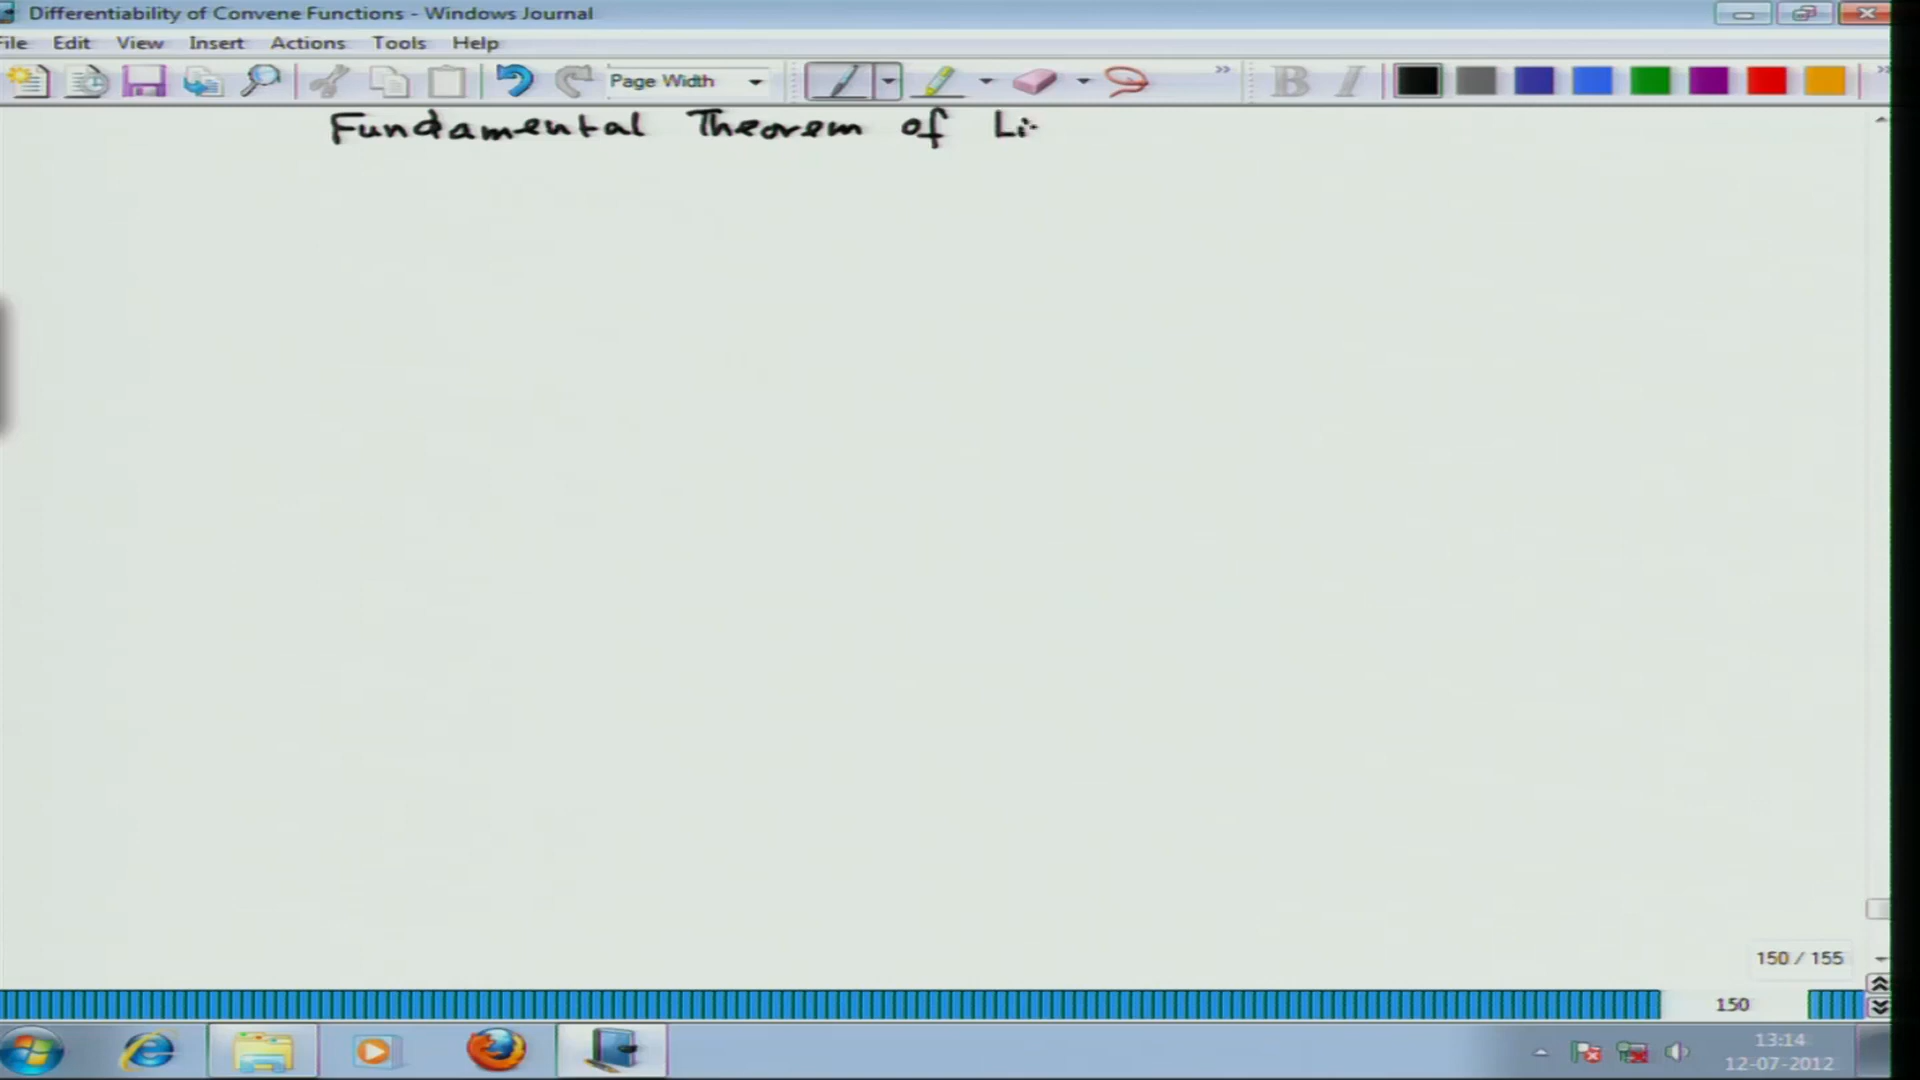 Differentiability of Convene Functions - Windows Journal
File Edit View Insert Actions Tools Help
Page Width
B I
Fundamental Theorem of Li
150 / 155
150
13:14
12-07-2012